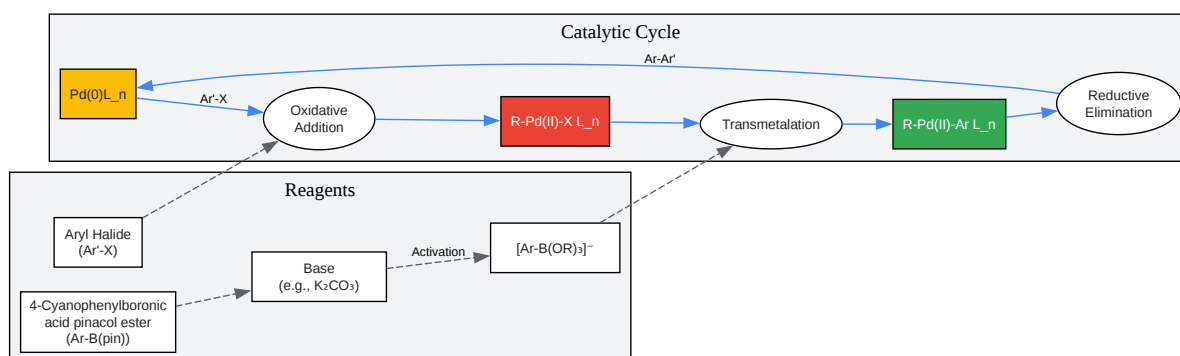 Catalytic Cycle
Ar-Ar'
Pd(0)L_n
Ar'-X
Oxidative
Addition
R-Pd(II)-X L_n
Transmetalation
R-Pd(II)-Ar L_n
Reductive
Elimination
Reagents
Aryl Halide
(Ar'-X)
4-Cyanophenylboronic
acid pinacol ester
(Ar-B(pin))
Base
(e.g., K₂CO₃)
Activation
[Ar-B(OR)₃]⁻